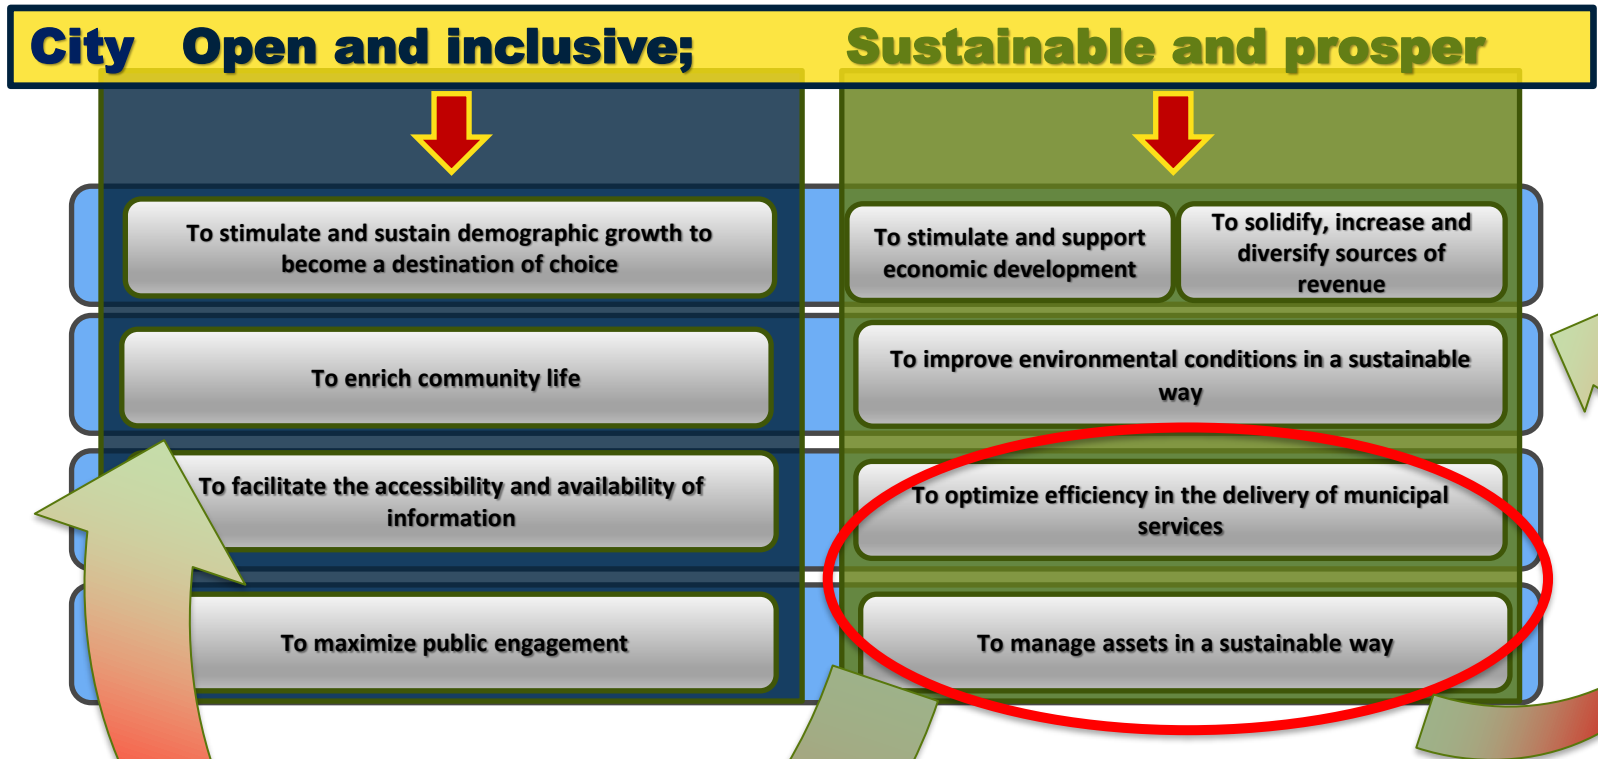 City Open and inclusive; Sustainable and prosper
To stimulate and sustain demographic growth to
become a destination of choice
To stimulate and support
economic development
To solidify, increase and
diversify sources of
revenue
To enrich community life
To improve environmental conditions in a sustainable
way
To facilitate the accessibility and availability of
information
To optimize efficiency in the delivery of municipal
services
To maximize public engagement
To manage assets in a sustainable way